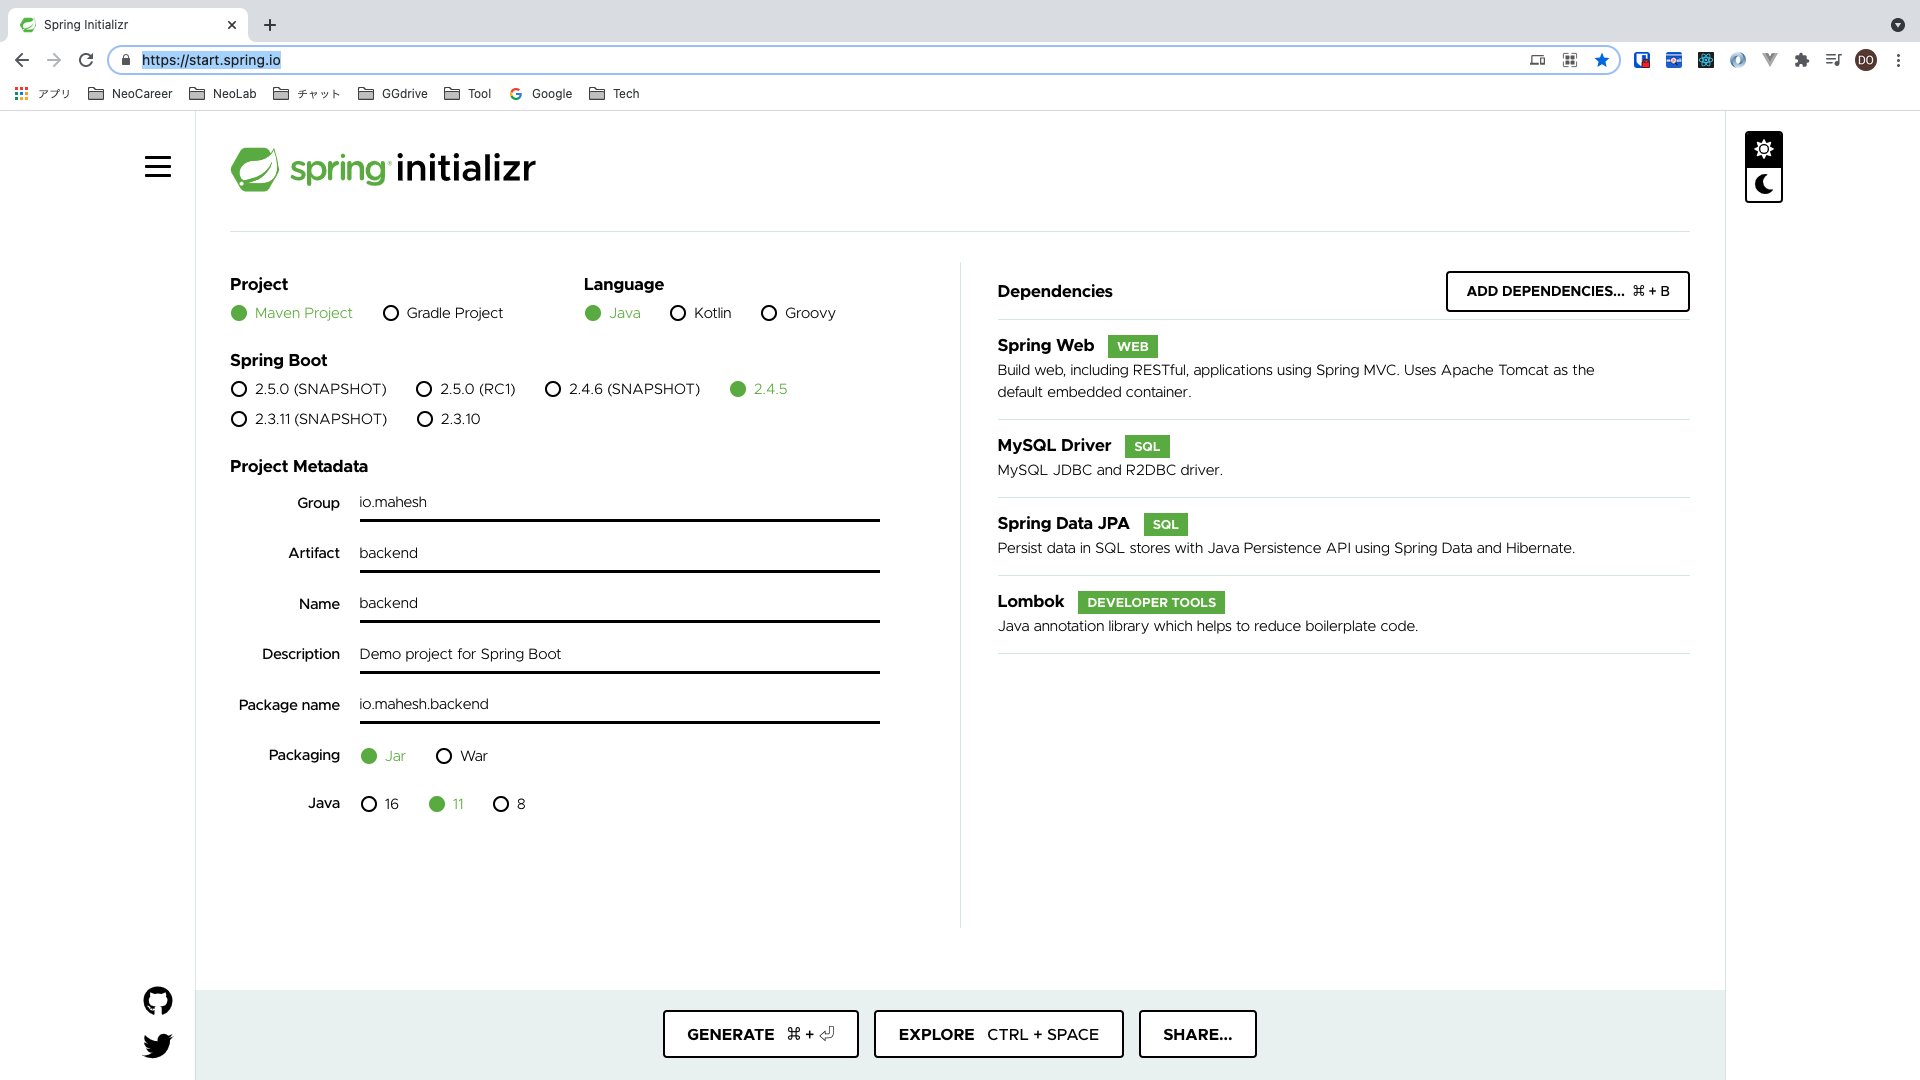 Spring Initializr
https://start.spring.io
DO
アプリ NeoCareer NeoLab チャット GGdrive Tool Google Tech
spring initializr
Project
Maven Project Gradle Project
Language
Java Kotlin Groovy
Spring Boot
2.5.0 (SNAPSHOT) 2.5.0 (RC1) 2.4.6 (SNAPSHOT) 2.4.5
2.3.11 (SNAPSHOT) 2.3.10
Project Metadata
Group io.mahesh
Artifact backend
Name backend
Description Demo project for Spring Boot
Package name io.mahesh.backend
Packaging Jar War
Java 16 11 8
Dependencies
ADD DEPENDENCIES... ⌘ + B
Spring Web WEB
Build web, including RESTful, applications using Spring MVC. Uses Apache Tomcat as the
default embedded container.
MySQL Driver SQL
MySQL JDBC and R2DBC driver.
Spring Data JPA SQL
Persist data in SQL stores with Java Persistence API using Spring Data and Hibernate.
Lombok DEVELOPER TOOLS
Java annotation library which helps to reduce boilerplate code.
GENERATE ⌘ + ⏎
EXPLORE CTRL + SPACE
SHARE...